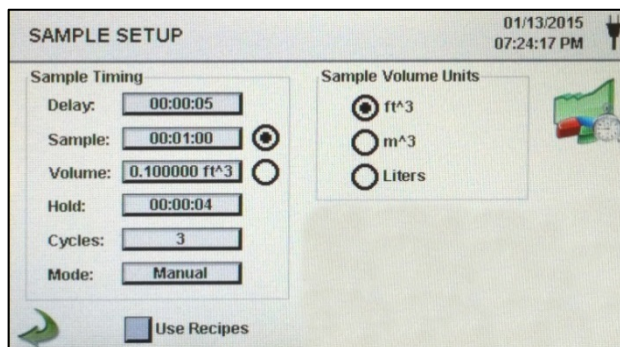 SAMPLE SETUP
01/13/2015
07:24:17 PM
Sample Timing
Delay: 00:00:05
Sample: 00:01:00
Volume: 0.100000 ft^3
Hold: 00:00:04
Cycles: 3
Mode: Manual
Use Recipes
Sample Volume Units
ft^3
m^3
Liters